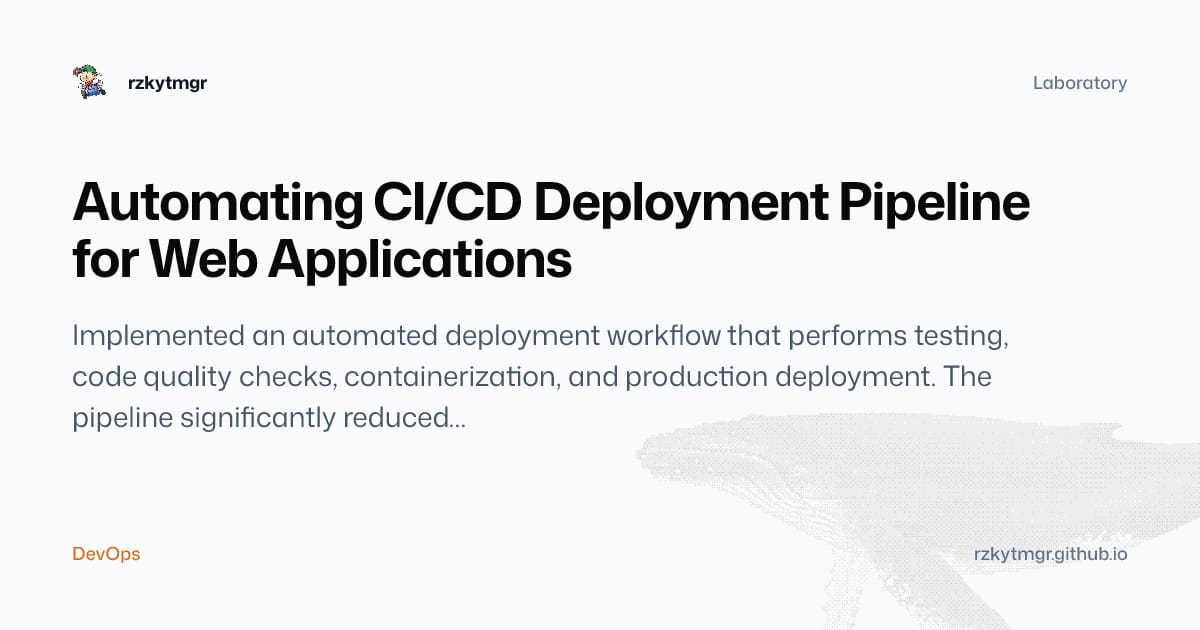 rzkytmgr
Laboratory
Automating CI/CD Deployment Pipeline
for Web Applications
Implemented an automated deployment workflow that performs testing,
code quality checks, containerization, and production deployment. The
pipeline significantly reduced...
DevOps
rzkytmgr.github.io